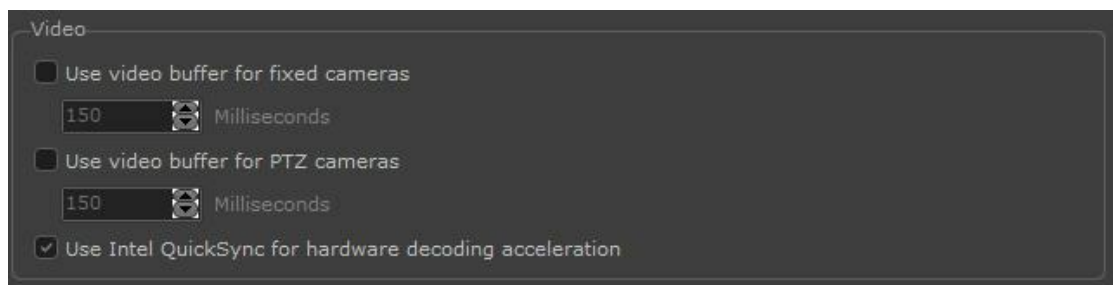 Video
Use video buffer for fixed cameras
150 Milliseconds
Use video buffer for PTZ cameras
150 Milliseconds
Use Intel QuickSync for hardware decoding acceleration